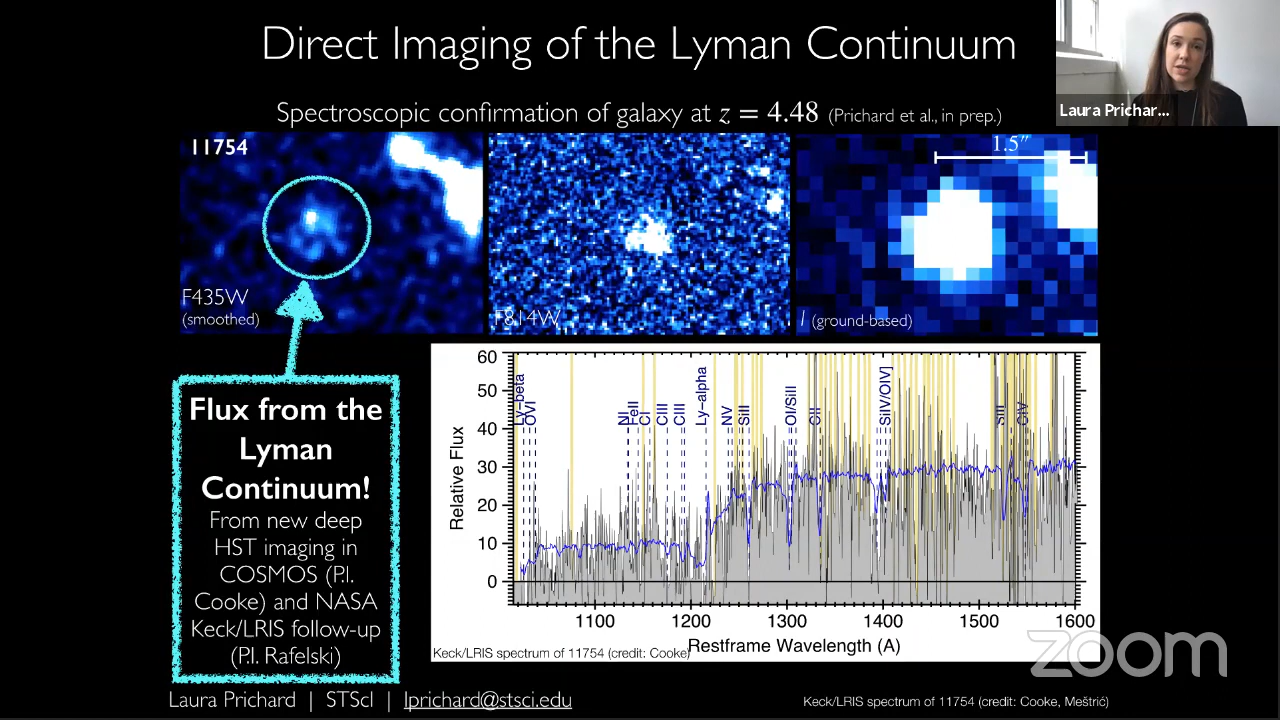 Direct Imaging of the Lyman Continuum
Spectroscopic confirmation of galaxy at z = 4.48 (Prichard et al., in prep.)
Laura Prichar...
11754
1.5″
F435W
(smoothed)
F814W
I (ground-based)
Flux from the
Lyman
Continuum!
From new deep
HST imaging in
COSMOS (P.I.
Cooke) and NASA
Keck/LRIS follow-up
(P.I. Rafelski)
60
50
40
30
20
10
0
Relative Flux
Ly-beta
OVI
NI
FeII
CI
CIII
CIII
Ly-alpha
NV
SiII
OI/SiII
CII
SiIV/OIV]
SiII
CIV
1100 1200 1300 1400 1500 1600
Restframe Wavelength (A)
Keck/LRIS spectrum of 11754 (credit: Cooke)
zoom
Laura Prichard | STScI | lprichard@stsci.edu
Keck/LRIS spectrum of 11754 (credit: Cooke, Meštrić)